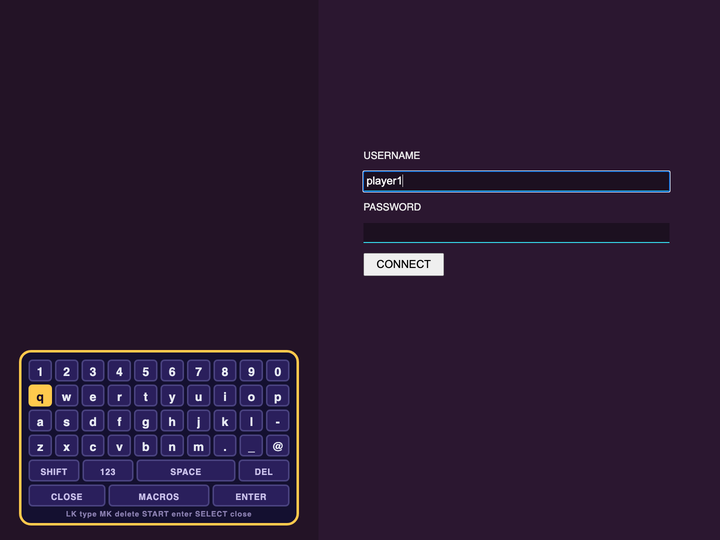 USERNAME
player1
PASSWORD
CONNECT
1 2 3 4 5 6 7 8 9 0
q w e r t y u i o p
a s d f g h j k l -
z x c v b n m . _ @
SHIFT 123 SPACE DEL
CLOSE MACROS ENTER
LK type MK delete START enter SELECT close